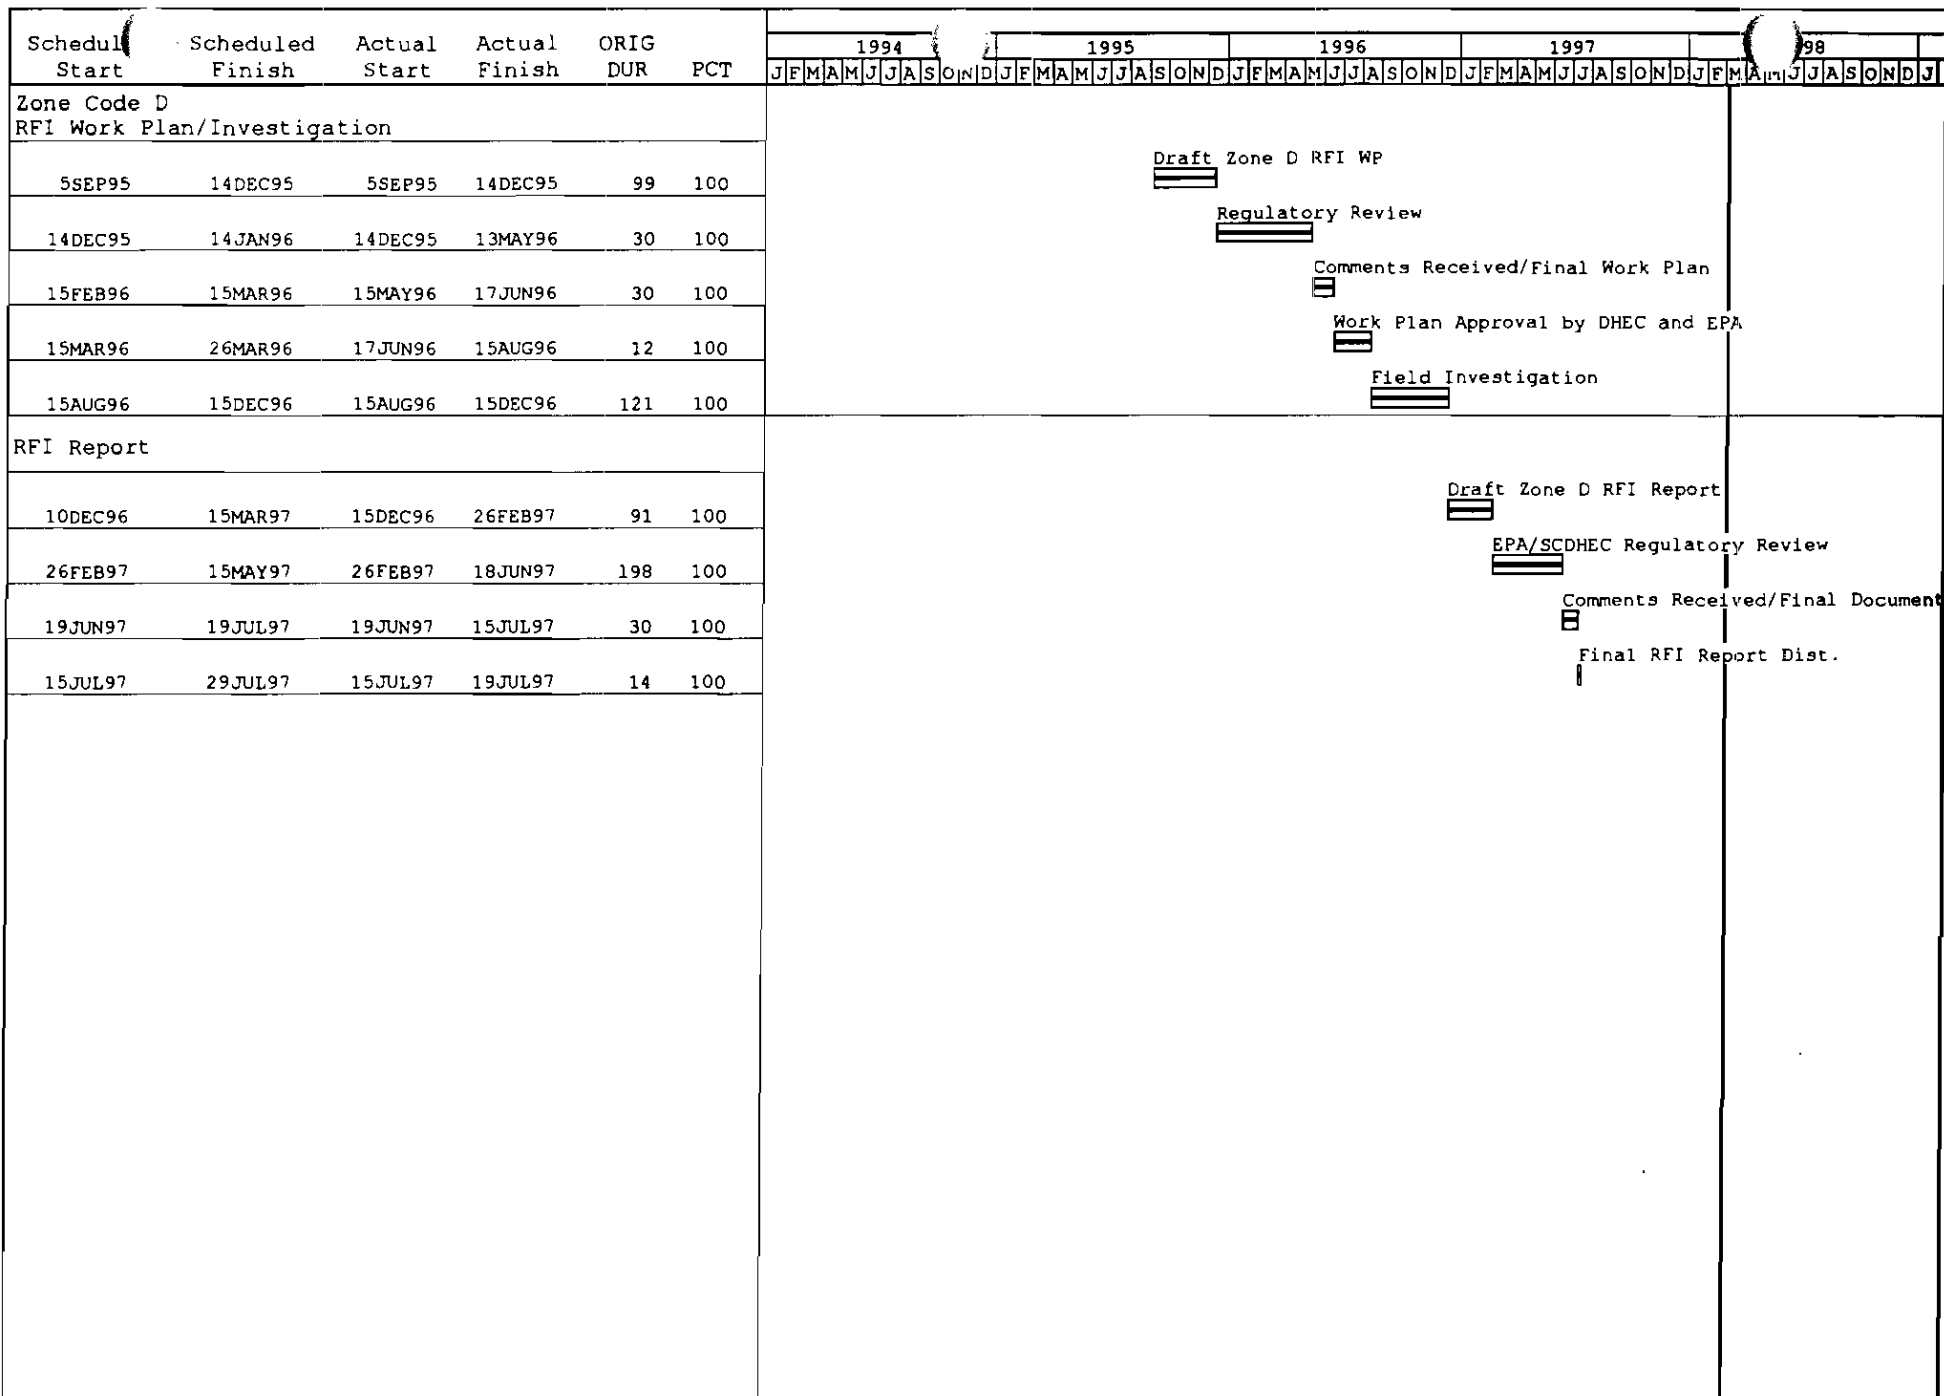 Scheduled Actual Actual ORIG
Start Finish Start Finish DUR PCT
1994 1995 1996 1997
J F M A M J J A S O N D J F M A M J J A S O N D J F M A M J J A S O N D J F M A M J J A S O N D J F M A J J A S O N D J
Zone Code D
RFI Work Plan/Investigation
Draft Zone D RFI WP
5SEP95 14DEC95 5SEP95 14DEC95 99 100
Regulatory Review
14DEC95 14JAN96 14DEC95 13MAY96 30 100
Comments Received/Final Work Plan
15FEB96 15MAR96 15MAY96 17JUN96 30 100
Work Plan Approval by DHEC and EPA
15MAR96 26MAR96 17JUN96 15AUG96 12 100
Field Investigation
15AUG96 15DEC96 15AUG96 15DEC96 121 100
RFI Report
Draft Zone D RFI Report
10DEC96 15MAR97 15DEC96 26FEB97 91 100
EPA/SCDHEC Regulatory Review
26FEB97 15MAY97 26FEB97 18JUN97 198 100
Comments Received/Final Document
19JUN97 19JUL97 19JUN97 15JUL97 30 100
Final RFI Report Dist.
15JUL97 29JUL97 15JUL97 19JUL97 14 100